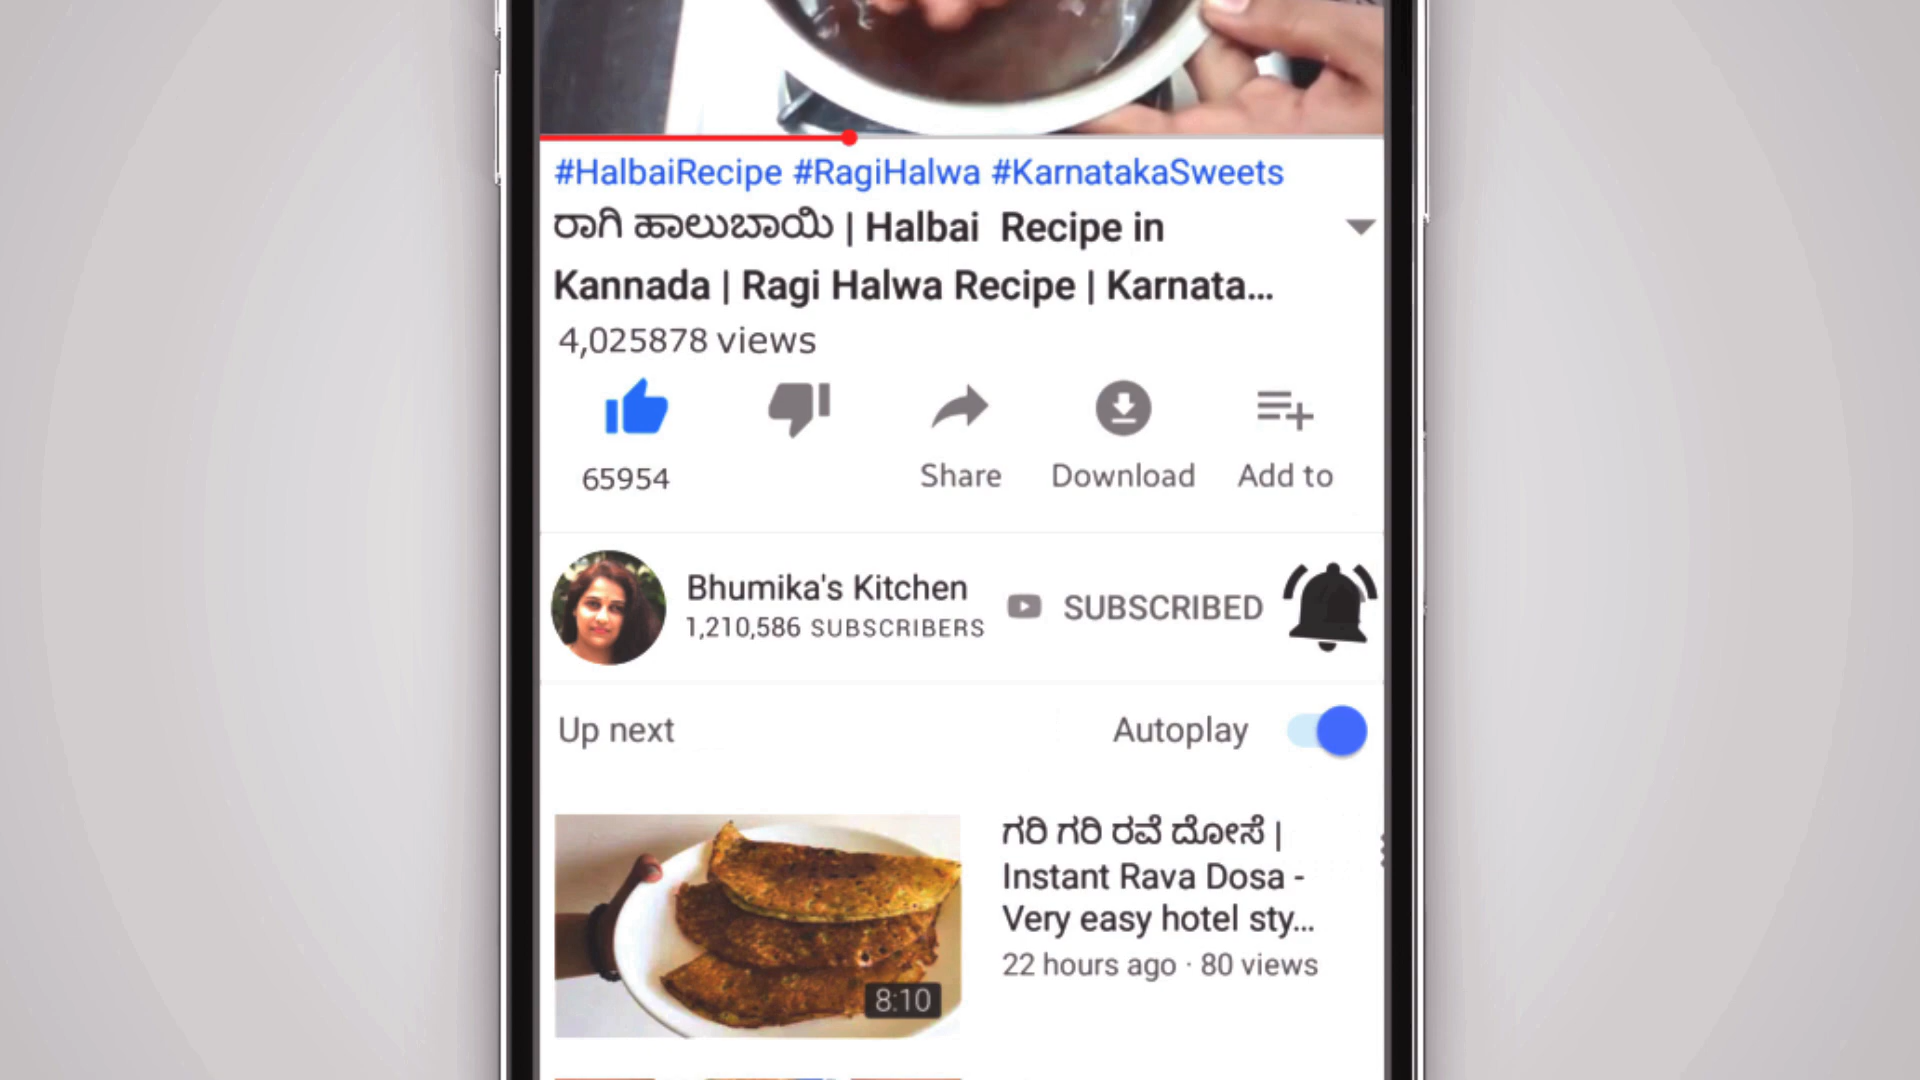 #HalbaiRecipe #RagiHalwa #KarnatakaSweets
ರಾಗಿ ಹಾಲುಬಾಯಿ | Halbai Recipe in
Kannada | Ragi Halwa Recipe | Karnata...
4,025878 views
65954
Share
Download
Add to
Bhumika's Kitchen
1,210,586 SUBSCRIBERS
SUBSCRIBED
Up next
Autoplay
ಗರಿ ಗರಿ ರವೆ ದೋಸೆ |
Instant Rava Dosa -
Very easy hotel sty...
22 hours ago · 80 views
8:10